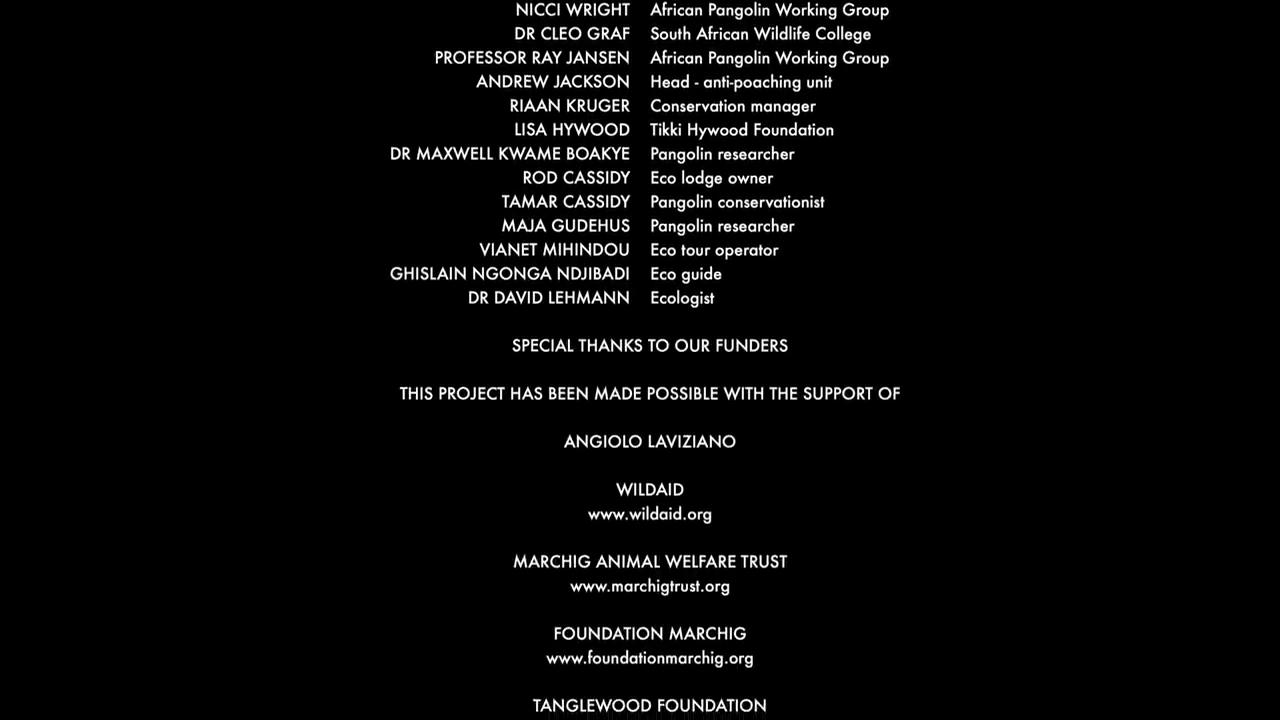 NICCI WRIGHT African Pangolin Working Group
DR CLEO GRAF South African Wildlife College
PROFESSOR RAY JANSEN African Pangolin Working Group
ANDREW JACKSON Head - anti-poaching unit
RIAAN KRUGER Conservation manager
LISA HYWOOD Tikki Hywood Foundation
DR MAXWELL KWAME BOAKYE Pangolin researcher
ROD CASSIDY Eco lodge owner
TAMAR CASSIDY Pangolin conservationist
MAJA GUDEHUS Pangolin researcher
VIANET MIHINDOU Eco tour operator
GHISLAIN NGONGA NDJIBADI Eco guide
DR DAVID LEHMANN Ecologist
SPECIAL THANKS TO OUR FUNDERS
THIS PROJECT HAS BEEN MADE POSSIBLE WITH THE SUPPORT OF
ANGIOLO LAVIZIANO
WILDAID
www.wildaid.org
MARCHIG ANIMAL WELFARE TRUST
www.marchigtrust.org
FOUNDATION MARCHIG
www.foundationmarchig.org
TANGLEWOOD FOUNDATION